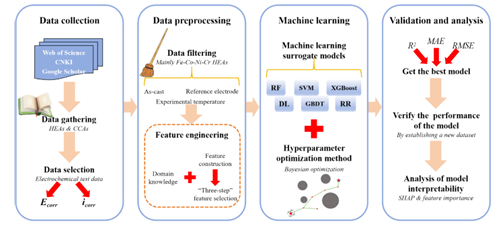 Data collection
Web of Science
CNKI
Google Scholar
Data gathering
HEAs & CCAs
Data selection
Electrochemical test data
Ecorr
icorr
Data preprocessing
Data filtering
Mainly Fe-Co-Ni-Cr HEAs
As-cast
Reference electrode
Experimental temperature
Feature engineering
Domain
knowledge
Feature
construction
"Three-step"
feature selection
Machine learning
Machine learning
surrogate models
RF
SVM
XGBoost
DL
GBDT
RR
Hyperparameter
optimization method
Bayesian optimization
Validation and analysis
R²
MAE
RMSE
Get the best model
Verify the performance
of the model
By establishing a new dataset
Analysis of model
interpretability
SHAP & feature importance